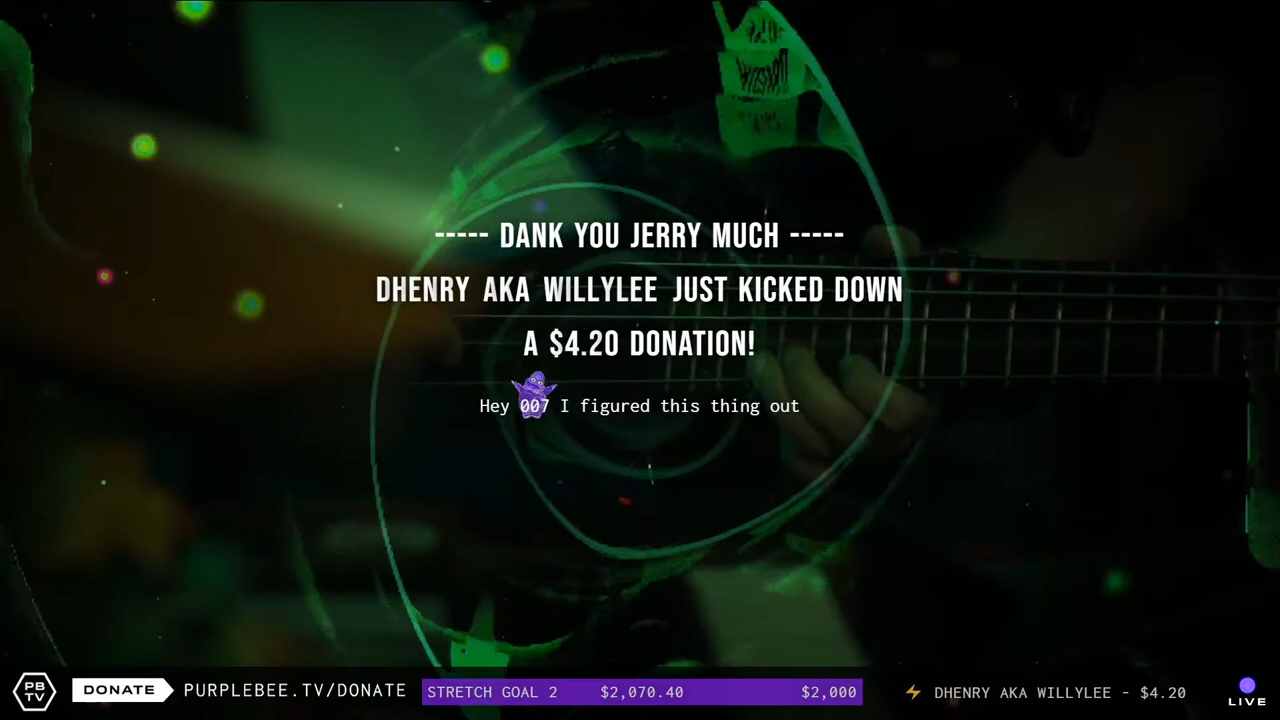 ----- DANK YOU JERRY MUCH -----
DHENRY AKA WILLYLEE JUST KICKED DOWN
A $4.20 DONATION!
Hey 007 I figured this thing out
PB
TV
DONATE
PURPLEBEE.TV/DONATE
STRETCH GOAL 2 $2,070.40 $2,000
DHENRY AKA WILLYLEE - $4.20
LIVE